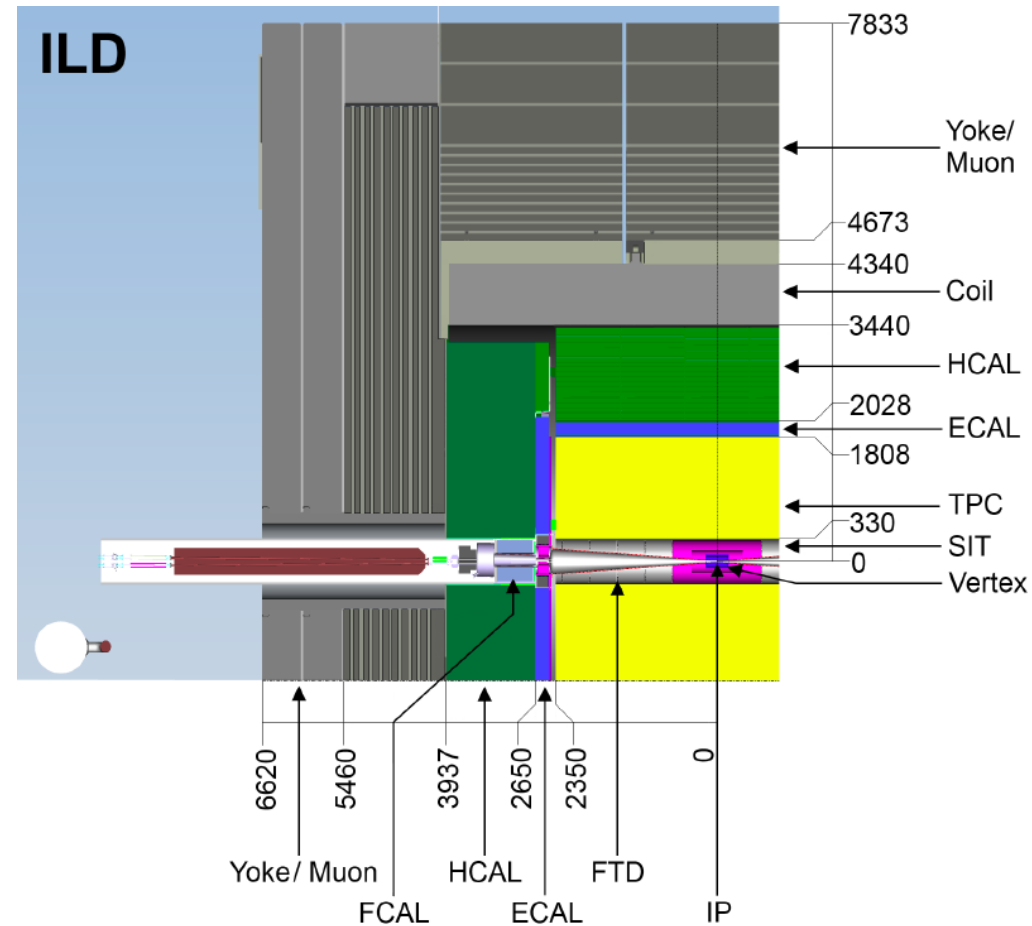 ILD
7833
Yoke/
Muon
4673
4340
Coil
3440
HCAL
2028
ECAL
1808
TPC
330
SIT
0
Vertex
6620
5460
3937
2650
2350
0
Yoke/ Muon
HCAL
FTD
FCAL
ECAL
IP